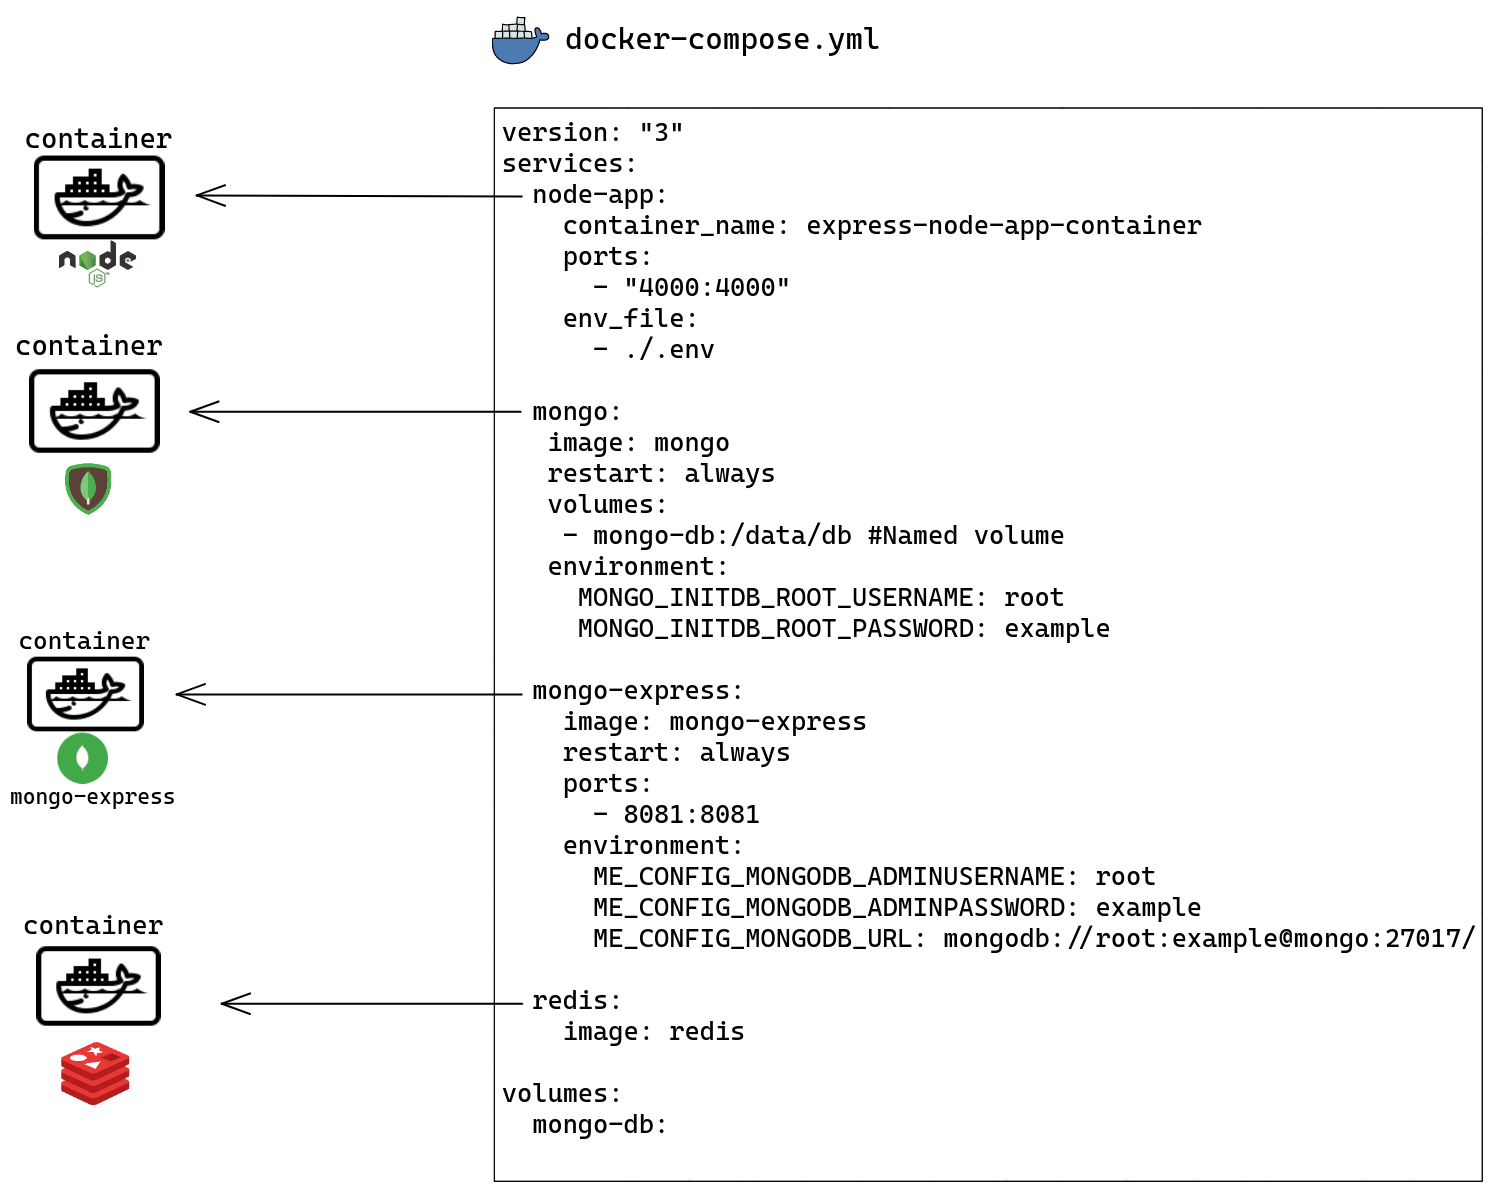 docker-compose.yml
container
node
JS
container
container
mongo-express
container
version: "3"
services:
  node-app:
    container_name: express-node-app-container
    ports:
      - "4000:4000"
    env_file:
      - ./.env
  mongo:
   image: mongo
   restart: always
   volumes:
    - mongo-db:/data/db #Named volume
   environment:
     MONGO_INITDB_ROOT_USERNAME: root
     MONGO_INITDB_ROOT_PASSWORD: example
  mongo-express:
    image: mongo-express
    restart: always
    ports:
      - 8081:8081
    environment:
      ME_CONFIG_MONGODB_ADMINUSERNAME: root
      ME_CONFIG_MONGODB_ADMINPASSWORD: example
      ME_CONFIG_MONGODB_URL: mongodb://root:example@mongo:27017/
  redis:
    image: redis
volumes:
  mongo-db: